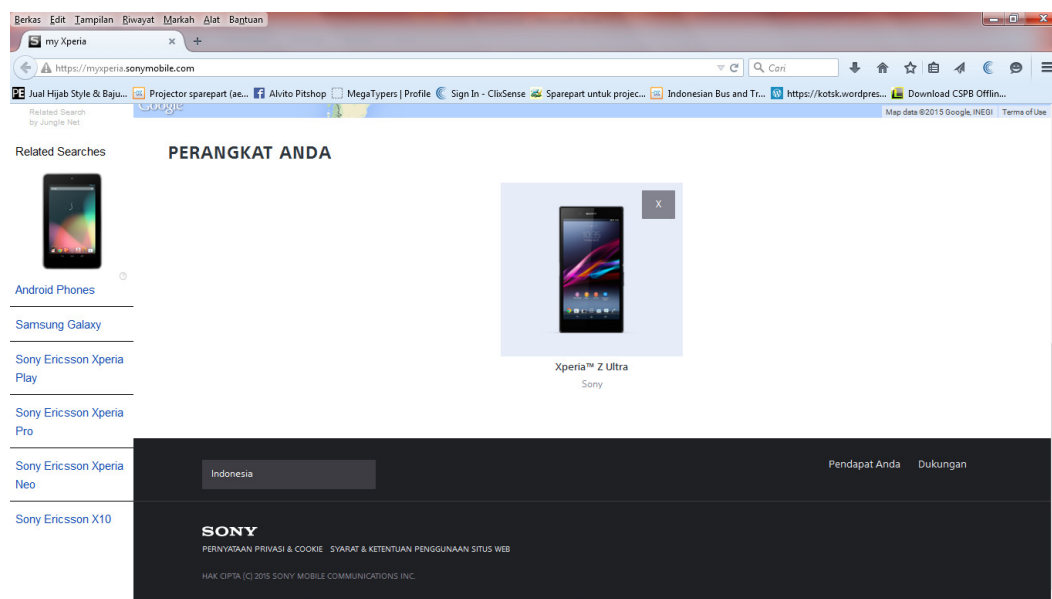 Berkas Edit Tampilan Riwayat Markah Alat Bantuan
my Xperia
https://myxperia.sonymobile.com
Cari
Jual Hijab Style & Baju... Projector sparepart (ae... Alvito Pitshop MegaTypers | Profile Sign In - ClixSense Sparepart untuk projec... Indonesian Bus and Tr... https://kotsk.wordpres... Download CSPB Offlin...
Google
Map data ©2015 Google, INEGI Terms of Use
Related Search
by Jungle Net
Related Searches
PERANGKAT ANDA
X
Android Phones
Samsung Galaxy
Sony Ericsson Xperia
Play
Sony Ericsson Xperia
Pro
Sony Ericsson Xperia
Neo
Sony Ericsson X10
Xperia™ Z Ultra
Sony
Indonesia
Pendapat Anda Dukungan
SONY
PERNYATAAN PRIVASI & COOKIE SYARAT & KETENTUAN PENGGUNAAN SITUS WEB
HAK CIPTA (C) 2015 SONY MOBILE COMMUNICATIONS INC.